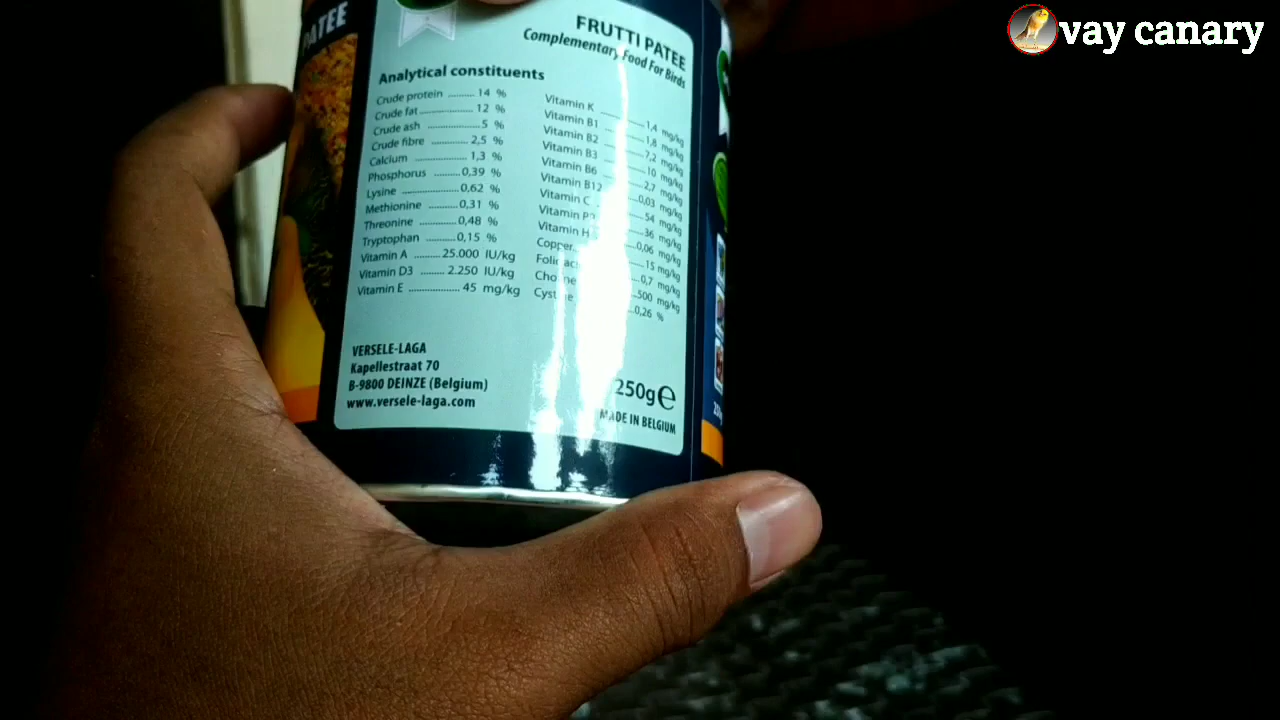 vay canary
PATEE
FRUTTI PATEE
Complementary Food For Birds
Analytical constituents
Crude protein ........ 14 %
Crude fat ........ 12 %
Crude ash ........ 5 %
Crude fibre ........ 2,5 %
Calcium ........ 1,3 %
Phosphorus ........ 0,39 %
Lysine ........ 0,62 %
Methionine ........ 0,31 %
Threonine ........ 0,48 %
Tryptophan ........ 0,15 %
Vitamin A ........ 25.000 IU/kg
Vitamin D3 ........ 2.250 IU/kg
Vitamin E ........ 45 mg/kg
Vitamin K ........ 1,4 mg/kg
Vitamin B1 ........ 1,8 mg/kg
Vitamin B2 ........ 7,2 mg/kg
Vitamin B3 ........ 10 mg/kg
Vitamin B6 ........ 2,7 mg/kg
Vitamin B12 ........ 0,03 mg/kg
Vitamin C ........ 54 mg/kg
Vitamin ........ 36 mg/kg
Vitamin H ........ 0,06 mg/kg
Copper ........ 15 mg/kg
Folic ........ 0,7 mg/kg
........ 500 mg/kg
........ 0,26 %
VERSELE-LAGA
Kapellestraat 70
B-9800 DEINZE (Belgium)
www.versele-laga.com
250g e
MADE IN BELGIUM